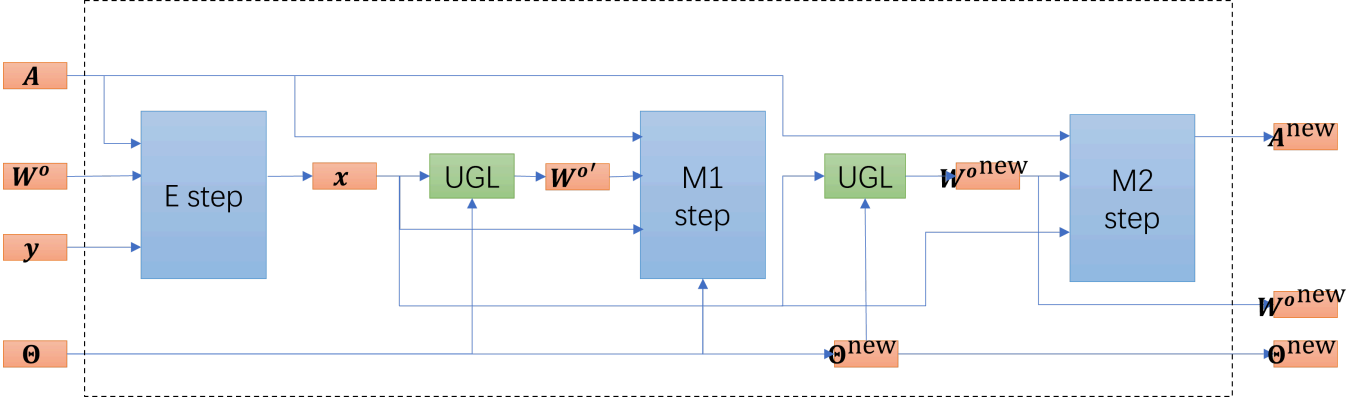 A
W^o
y
Θ
E step
x
UGL
W^o′
M1
step
UGL
W^o new
Θ^new
M2
step
A^new
W^o new
Θ^new